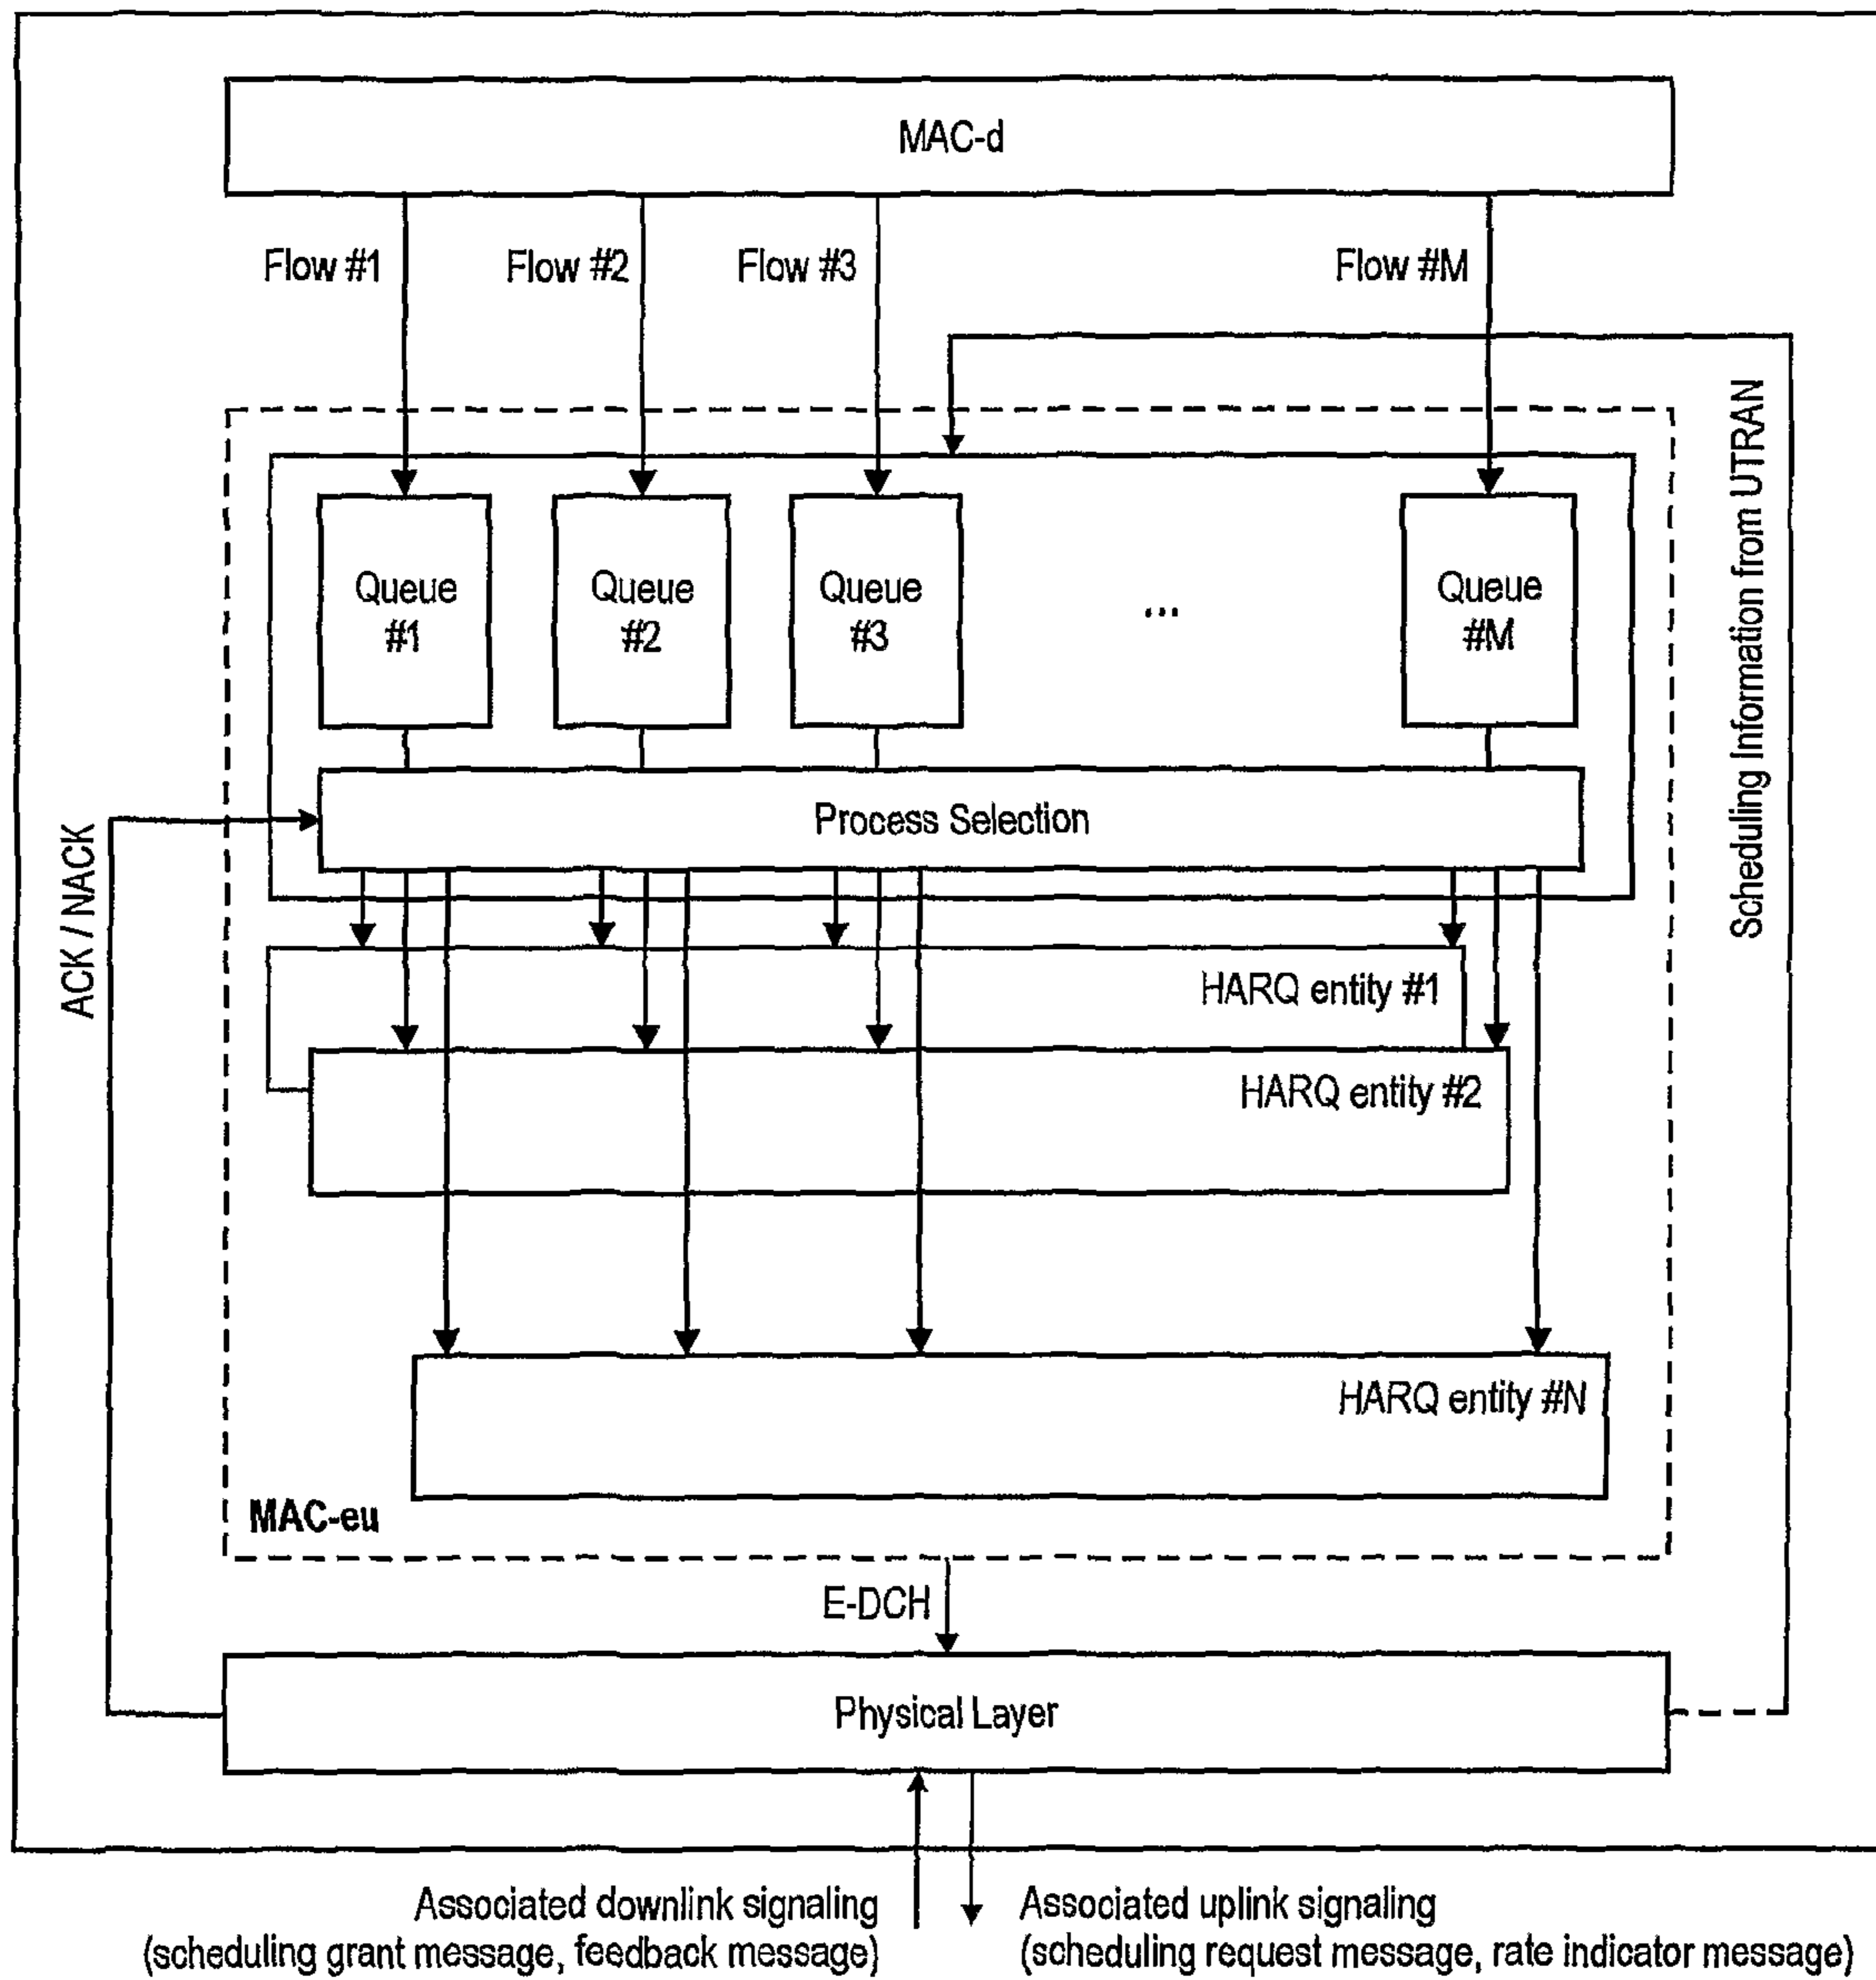 MAC-d
Flow #1
Flow #2
Flow #3
Flow #M
Scheduling Information from UTRAN
Queue
#1
Queue
#2
Queue
#3
...
Queue
#M
Process Selection
ACK / NACK
HARQ entity #1
HARQ entity #2
HARQ entity #N
MAC-eu
E-DCH
Physical Layer
Associated downlink signaling
(scheduling grant message, feedback message)
Associated uplink signaling
(scheduling request message, rate indicator message)